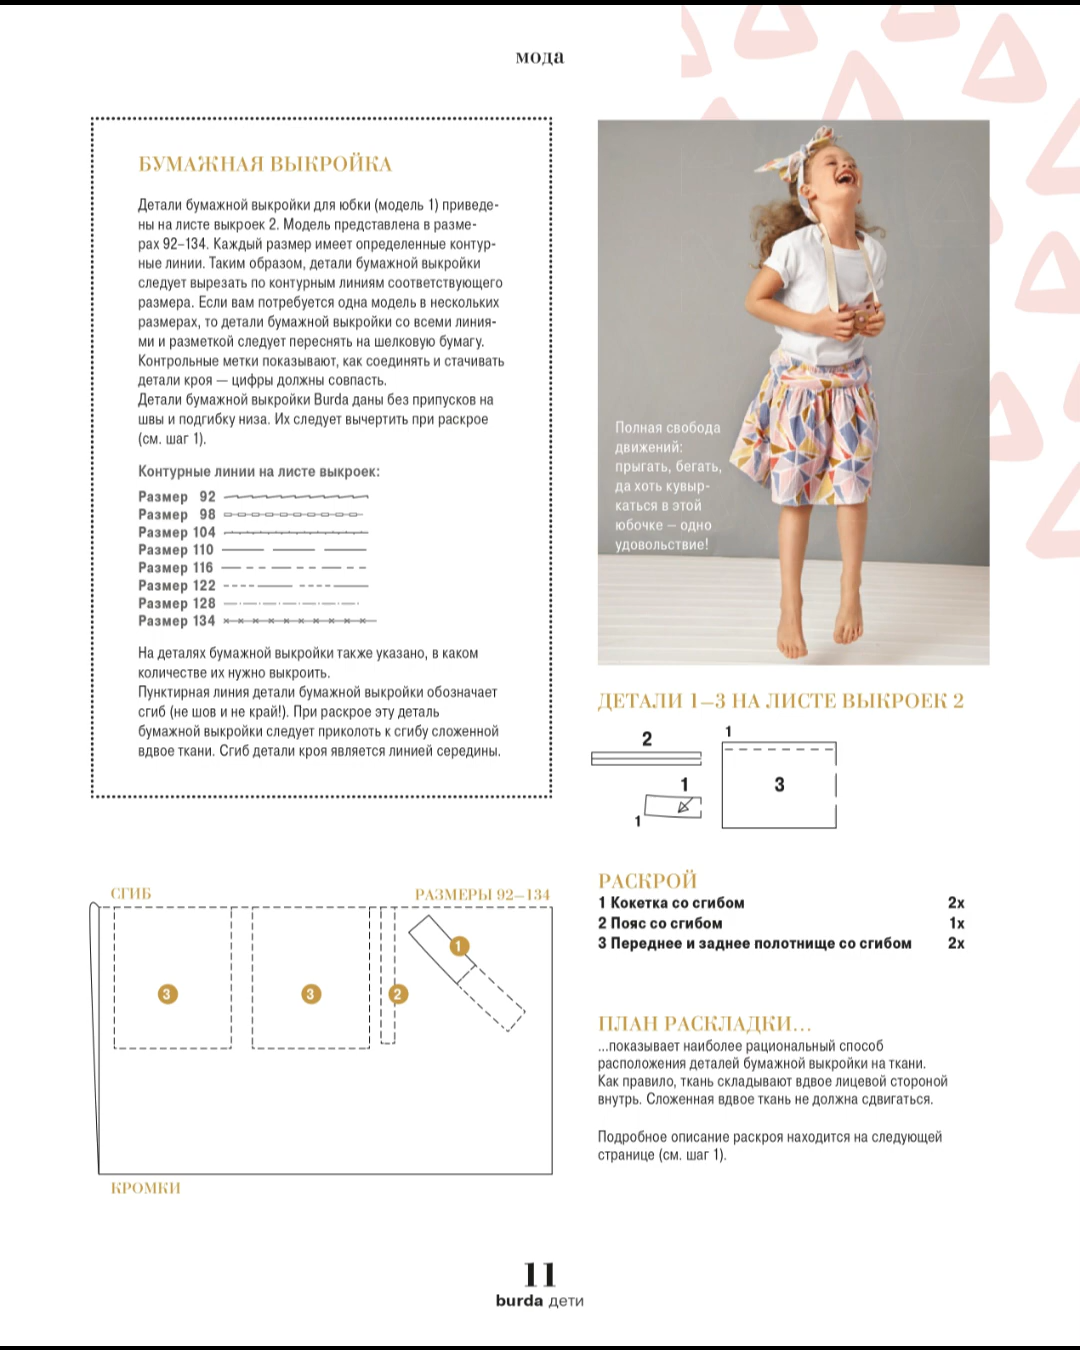 мода
БУМАЖНАЯ ВЫКРОЙКА
Детали бумажной выкройки для юбки (модель 1) приведе-
ны на листе выкроек 2. Модель представлена в разме-
рах 92–134. Каждый размер имеет определенные контур-
ные линии. Таким образом, детали бумажной выкройки
следует вырезать по контурным линиям соответствующего
размера. Если вам потребуется одна модель в нескольких
размерах, то детали бумажной выкройки со всеми линия-
ми и разметкой следует переснять на шелковую бумагу.
Контрольные метки показывают, как соединять и стачивать
детали кроя — цифры должны совпасть.
Детали бумажной выкройки Burda даны без припусков на
швы и подгибку низа. Их следует вычертить при раскрое
(см. шаг 1).
Контурные линии на листе выкроек:
Размер 92
Размер 98
Размер 104
Размер 110
Размер 116
Размер 122
Размер 128
Размер 134
На деталях бумажной выкройки также указано, в каком
количестве их нужно выкроить.
Пунктирная линия детали бумажной выкройки обозначает
сгиб (не шов и не край!). При раскрое эту деталь
бумажной выкройки следует приколоть к сгибу сложенной
вдвое ткани. Сгиб детали кроя является линией середины.
Полная свобода
движений:
прыгать, бегать,
да хоть кувыр-
каться в этой
юбочке – одно
удовольствие!
ДЕТАЛИ 1–3 НА ЛИСТЕ ВЫКРОЕК 2
2
1
1
1
3
СГИБ
РАЗМЕРЫ 92–134
3
3
2
1
КРОМКИ
РАСКРОЙ
1 Кокетка со сгибом 2x
2 Пояс со сгибом 1x
3 Переднее и заднее полотнище со сгибом 2x
ПЛАН РАСКЛАДКИ...
...показывает наиболее рациональный способ
расположения деталей бумажной выкройки на ткани.
Как правило, ткань складывают вдвое лицевой стороной
внутрь. Сложенная вдвое ткань не должна сдвигаться.
Подробное описание раскроя находится на следующей
странице (см. шаг 1).
11
burda дети